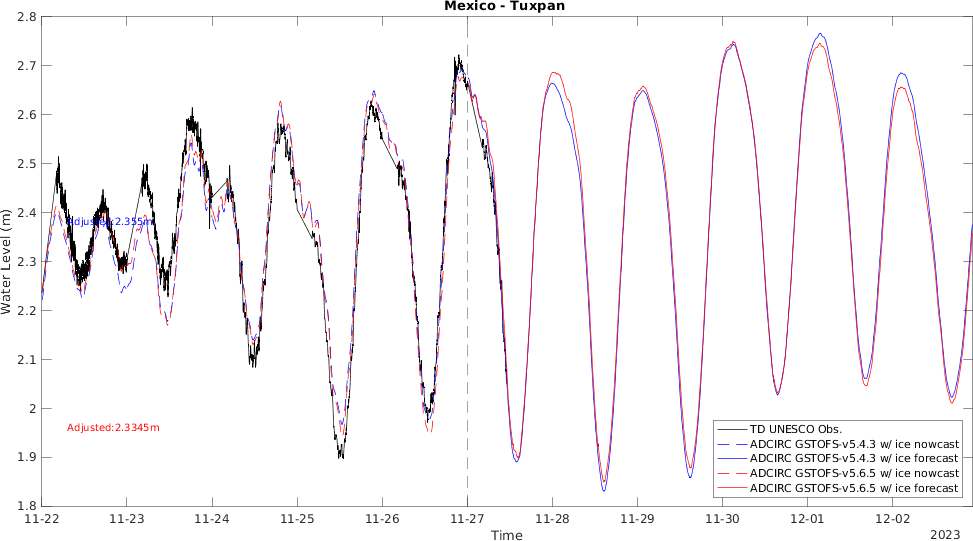 Mexico - Tuxpan
2.8
2.7
2.6
2.5
2.4
2.3
2.2
2.1
2
1.9
1.8
Water Level (m)
Adjusted:2.355m
Adjusted:2.3345m
TD UNESCO Obs.
ADCIRC GSTOFS-v5.4.3 w/ ice nowcast
ADCIRC GSTOFS-v5.4.3 w/ ice forecast
ADCIRC GSTOFS-v5.6.5 w/ ice nowcast
ADCIRC GSTOFS-v5.6.5 w/ ice forecast
11-22 11-23 11-24 11-25 11-26 11-27 11-28 11-29 11-30 12-01 12-02
Time
2023